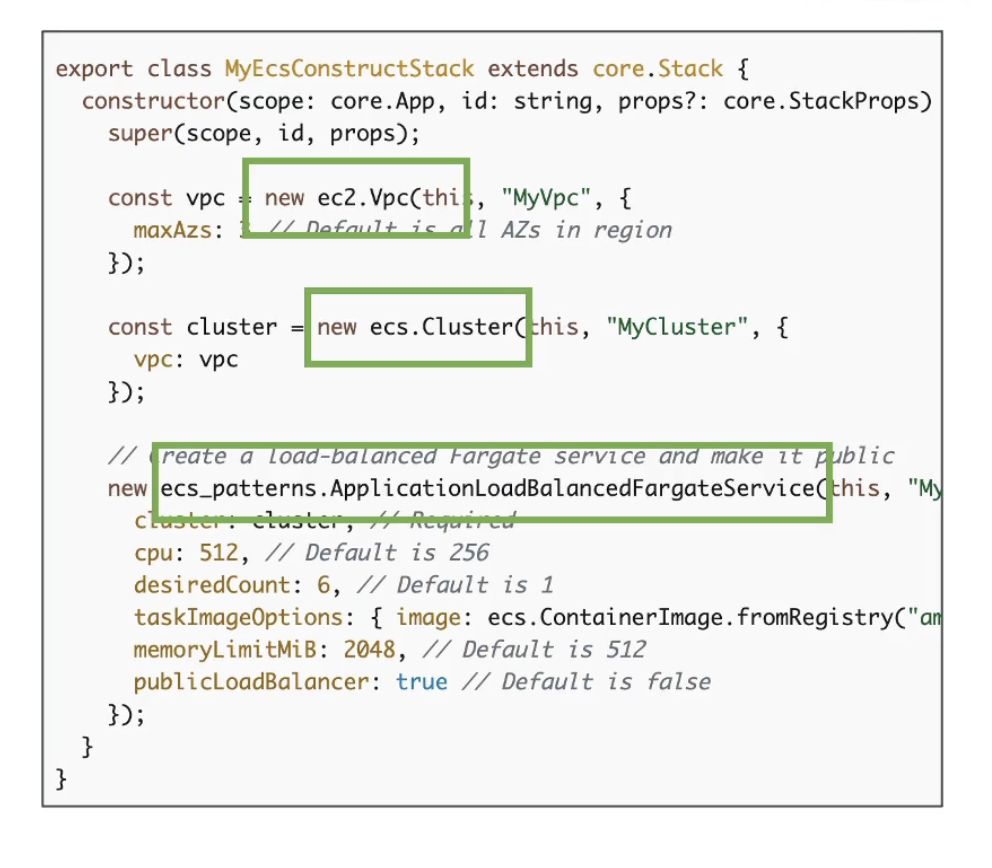 export class MyEcsConstructStack extends core.Stack {
constructor(scope: core.App, id: string, props?: core.StackProps)
super(scope, id, props);
const vpc = new ec2.Vpc(this, "MyVpc", {
maxAzs: 3 // Default is all AZs in region
});
const cluster = new ecs.Cluster(this, "MyCluster", {
vpc: vpc
});
// Create a load-balanced Fargate service and make it public
new ecs_patterns.ApplicationLoadBalancedFargateService(this, "My
cluster: cluster, // Required
cpu: 512, // Default is 256
desiredCount: 6, // Default is 1
taskImageOptions: { image: ecs.ContainerImage.fromRegistry("am
memoryLimitMiB: 2048, // Default is 512
publicLoadBalancer: true // Default is false
});
}
}